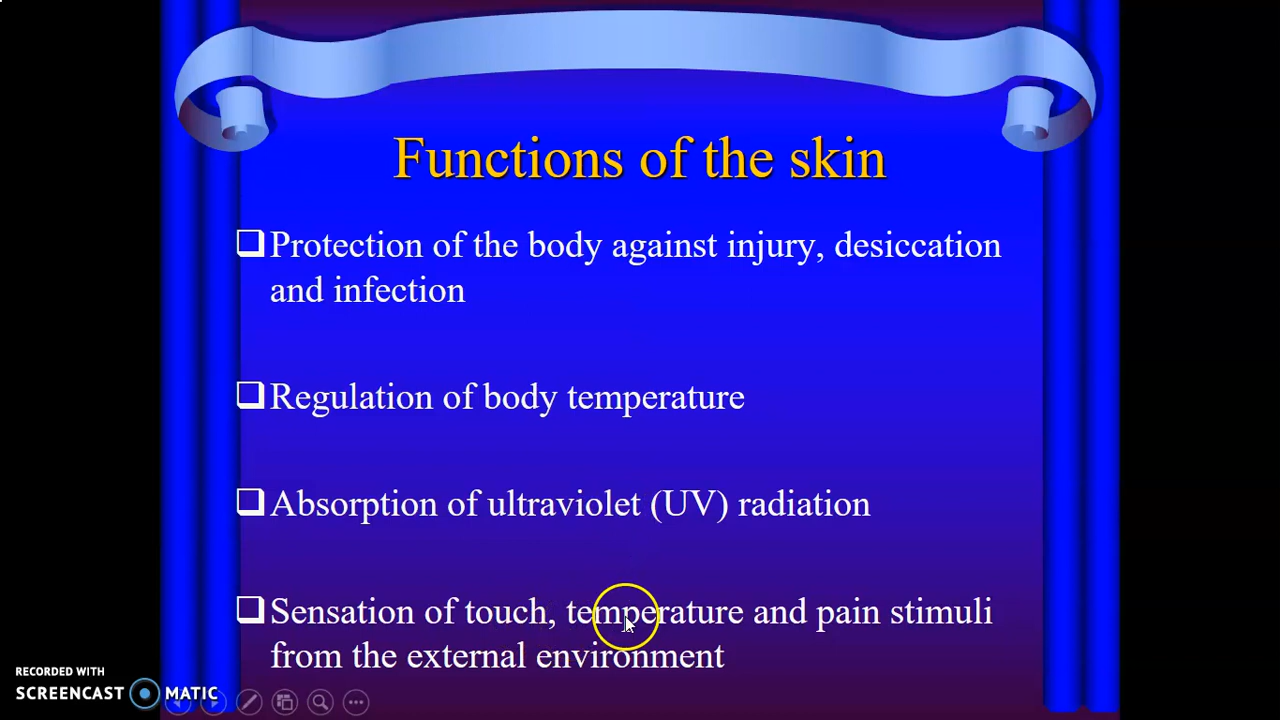 Functions of the skin
Protection of the body against injury, desiccation
and infection
Regulation of body temperature
Absorption of ultraviolet (UV) radiation
Sensation of touch, temperature and pain stimuli
from the external environment
RECORDED WITH
SCREENCAST MATIC